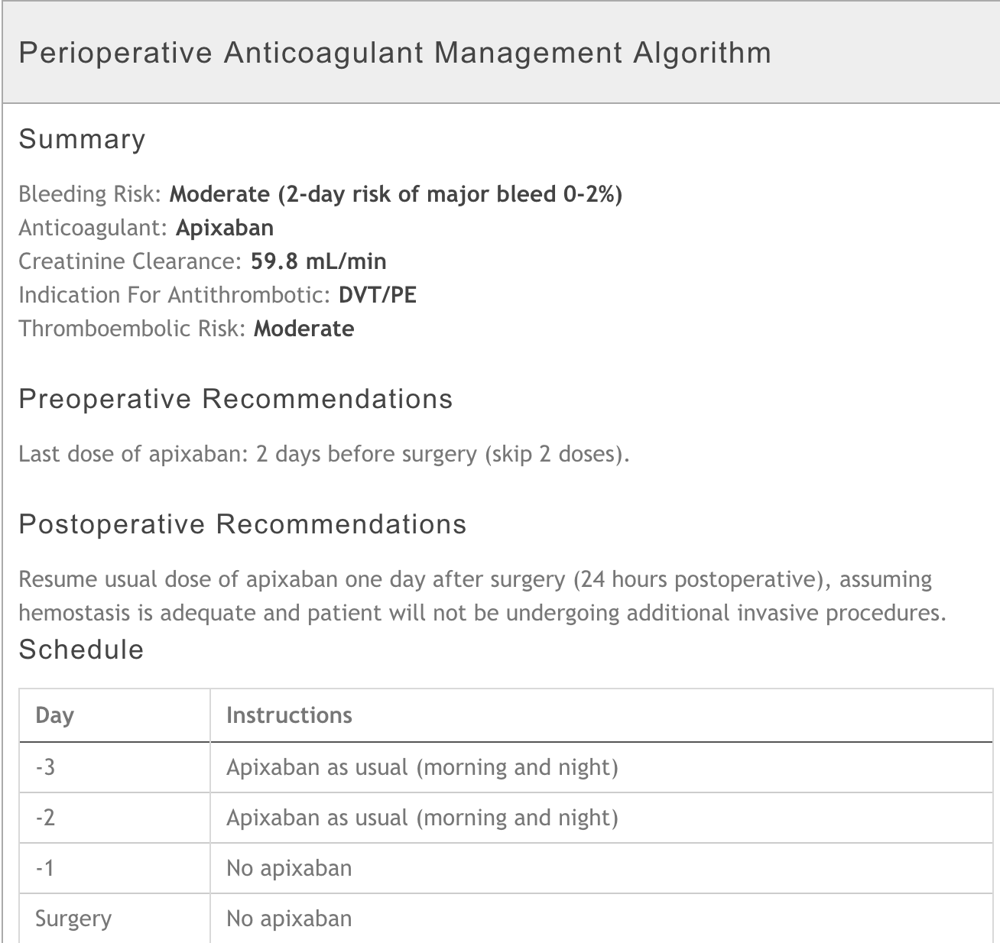 Perioperative Anticoagulant Management Algorithm
Summary
Bleeding Risk: Moderate (2-day risk of major bleed 0-2%)
Anticoagulant: Apixaban
Creatinine Clearance: 59.8 mL/min
Indication For Antithrombotic: DVT/PE
Thromboembolic Risk: Moderate
Preoperative Recommendations
Last dose of apixaban: 2 days before surgery (skip 2 doses).
Postoperative Recommendations
Resume usual dose of apixaban one day after surgery (24 hours postoperative), assuming
hemostasis is adequate and patient will not be undergoing additional invasive procedures.
Schedule
Day Instructions
-3 Apixaban as usual (morning and night)
-2 Apixaban as usual (morning and night)
-1 No apixaban
Surgery No apixaban